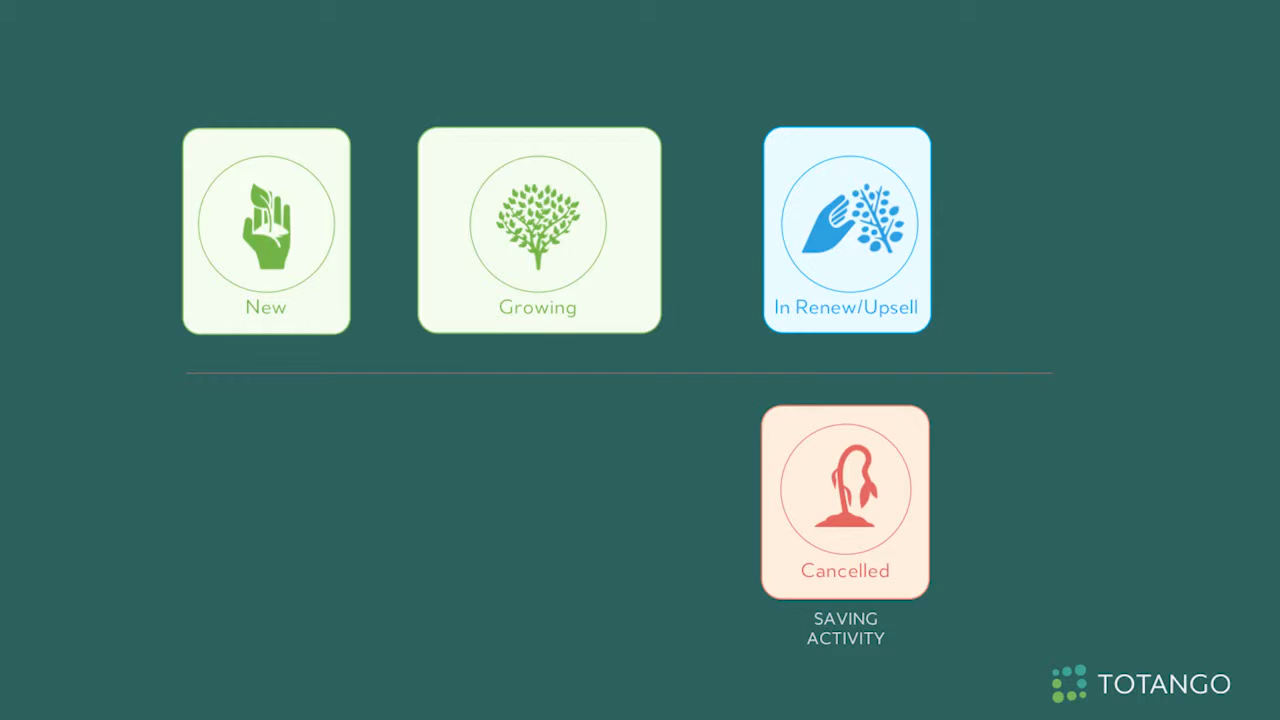 New
Growing
In Renew/Upsell
Cancelled
SAVING
ACTIVITY
TOTANGO